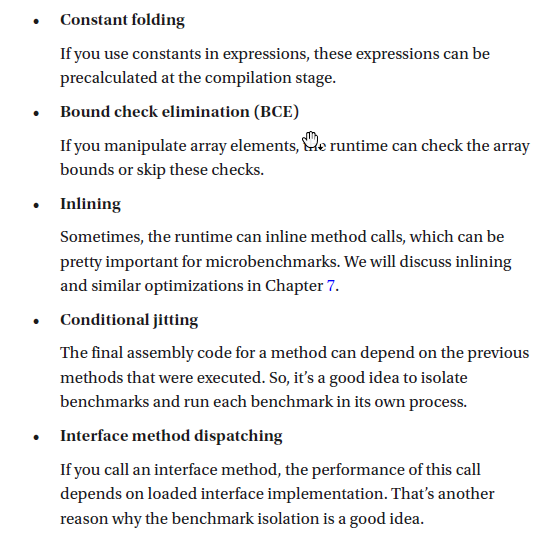 • Constant folding
If you use constants in expressions, these expressions can be
precalculated at the compilation stage.
• Bound check elimination (BCE)
If you manipulate array elements, the runtime can check the array
bounds or skip these checks.
• Inlining
Sometimes, the runtime can inline method calls, which can be
pretty important for microbenchmarks. We will discuss inlining
and similar optimizations in Chapter 7.
• Conditional jitting
The final assembly code for a method can depend on the previous
methods that were executed. So, it’s a good idea to isolate
benchmarks and run each benchmark in its own process.
• Interface method dispatching
If you call an interface method, the performance of this call
depends on loaded interface implementation. That’s another
reason why the benchmark isolation is a good idea.